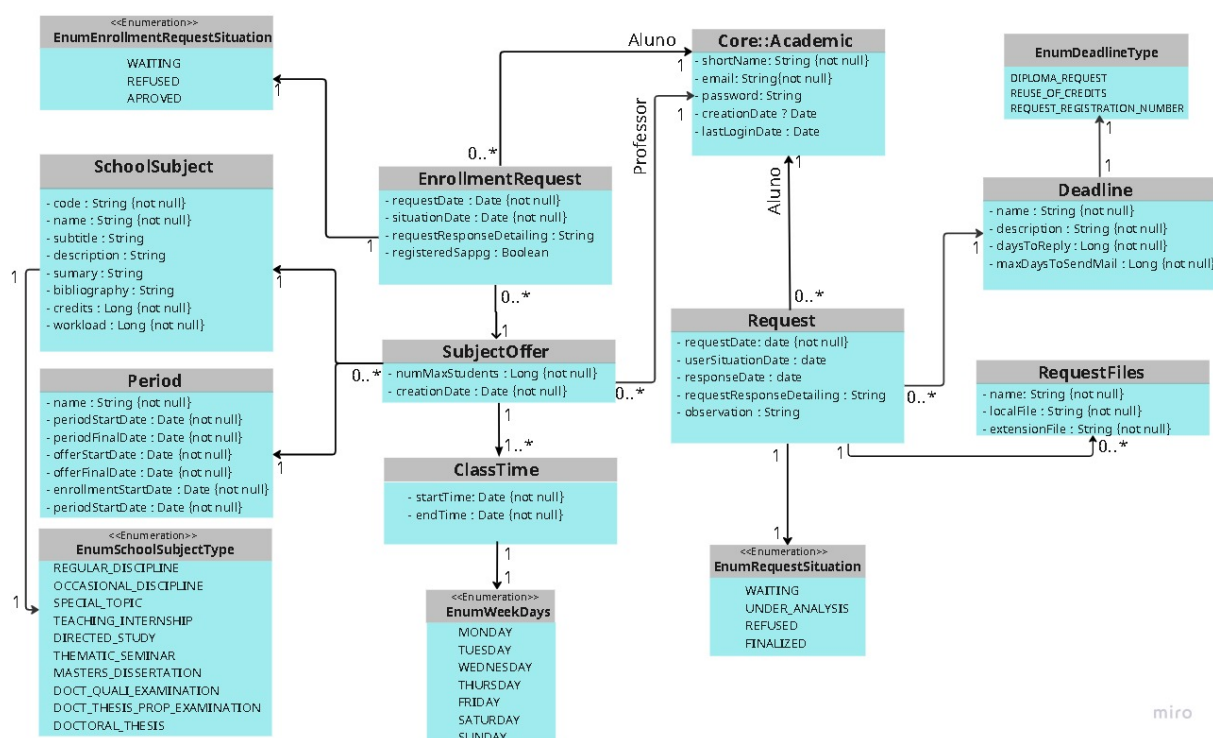 <<Enumeration>>
EnumEnrollmentRequestSituation
WAITING
REFUSED
APROVED
1
Aluno
1
0..*
Core::Academic
- shortName: String {not null}
- email: String{not null}
- password: String
- creationDate ? Date
- lastLoginDate : Date
1
1
Professor
EnumDeadlineType
DIPLOMA_REQUEST
REUSE_OF_CREDITS
REQUEST_REGISTRATION_NUMBER
1
1
SchoolSubject
- code : String {not null}
- name : String {not null}
- subtitle : String
- description : String
- sumary : String
- bibliography : String
- credits : Long {not null}
- workload : Long {not null}
1
1
EnrollmentRequest
- requestDate : Date {not null}
- situationDate : Date {not null}
- requestResponseDetailing : String
- registeredSappg : Boolean
1
0..*
1
Aluno
0..*
Deadline
- name : String {not null}
- description : String {not null}
- daysToReply : Long {not null}
- maxDaysToSendMail : Long {not null}
1
0..*
SubjectOffer
- numMaxStudents : Long {not null}
- creationDate : Date {not null}
0..*
0..*
1
1..*
Request
- requestDate: date {not null}
- userSituationDate : date
- responseDate : date
- requestResponseDetailing : String
- observation : String
0..*
1
1
1
RequestFiles
- name: String {not null}
- localFile : String {not null}
- extensionFile : String {not null}
0..*
Period
- name : String {not null}
- periodStartDate : Date {not null}
- periodFinalDate : Date {not null}
- offerStartDate : Date {not null}
- offerFinalDate : Date {not null}
- enrollmentStartDate : Date {not null}
- periodStartDate : Date {not null}
1
ClassTime
- startTime: Date {not null}
- endTime : Date {not null}
1
1
<<Enumeration>>
EnumSchoolSubjectType
REGULAR_DISCIPLINE
OCCASIONAL_DISCIPLINE
SPECIAL_TOPIC
TEACHING_INTERNSHIP
DIRECTED_STUDY
THEMATIC_SEMINAR
MASTERS_DISSERTATION
DOCT_QUALI_EXAMINATION
DOCT_THESIS_PROP_EXAMINATION
DOCTORAL_THESIS
1
<<Enumeration>>
EnumWeekDays
MONDAY
TUESDAY
WEDNESDAY
THURSDAY
FRIDAY
SATURDAY
SUNDAY
<<Enumeration>>
EnumRequestSituation
WAITING
UNDER_ANALYSIS
REFUSED
FINALIZED
miro